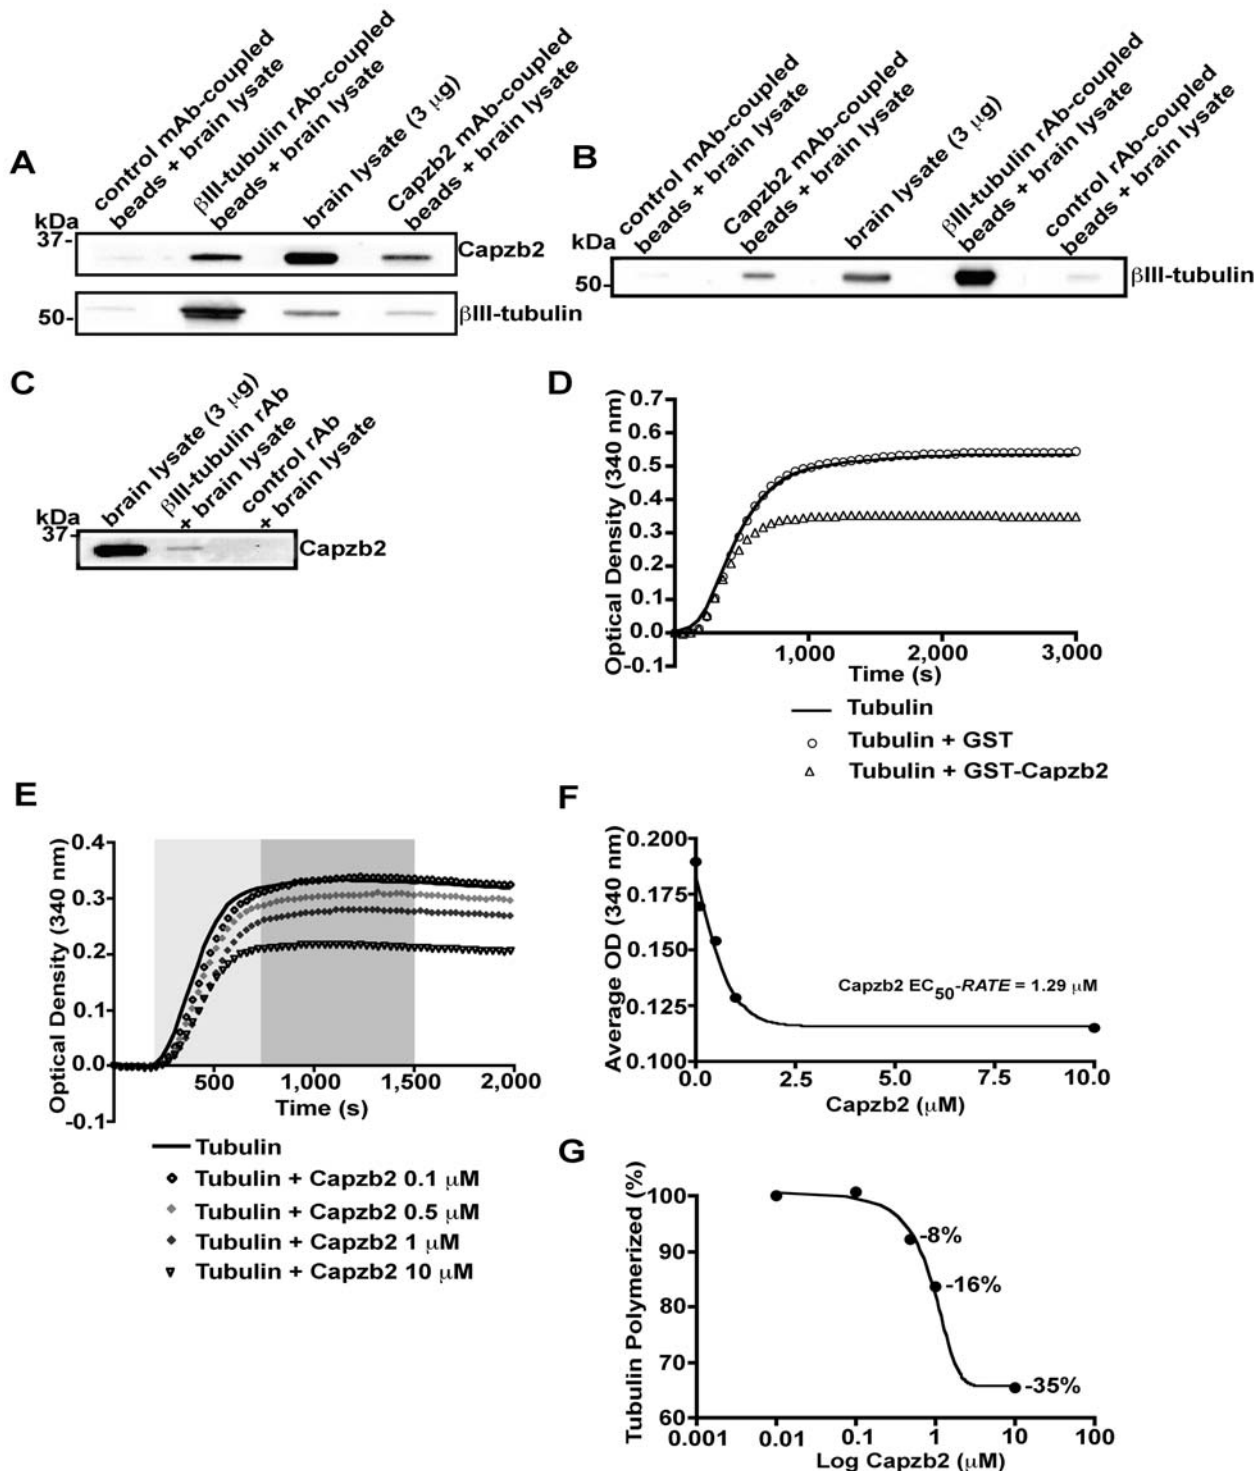 A
control mAb-coupled
beads + brain lysate
βIII-tubulin rAb-coupled
beads + brain lysate
brain lysate (3 μg)
Capzb2 mAb-coupled
beads + brain lysate
kDa
37-
Capzb2
50-
βIII-tubulin
B
control mAb-coupled
beads + brain lysate
Capzb2 mAb-coupled
beads + brain lysate
brain lysate (3 μg)
βIII-tubulin rAb-coupled
beads + brain lysate
control rAb-coupled
beads + brain lysate
kDa
50-
βIII-tubulin
C
brain lysate (3 μg)
βIII-tubulin rAb
+ brain lysate
control rAb
+ brain lysate
kDa
37-
Capzb2
D
Optical Density (340 nm)
0.7
0.6
0.5
0.4
0.3
0.2
0.1
0.0
-0.1
1,000 2,000 3,000
Time (s)
Tubulin
Tubulin + GST
Tubulin + GST-Capzb2
E
Optical Density (340 nm)
0.4
0.3
0.2
0.1
0.0
-0.1
500 1,000 1,500 2,000
Time (s)
Tubulin
Tubulin + Capzb2 0.1 μM
Tubulin + Capzb2 0.5 μM
Tubulin + Capzb2 1 μM
Tubulin + Capzb2 10 μM
F
Average OD (340 nm)
0.200
0.175
0.150
0.125
0.100
Capzb2 EC50-RATE = 1.29 μM
0.0 2.5 5.0 7.5 10.0
Capzb2 (μM)
G
Tubulin Polymerized (%)
100
90
80
70
60
-8%
-16%
-35%
0.001 0.01 0.1 1 10 100
Log Capzb2 (μM)